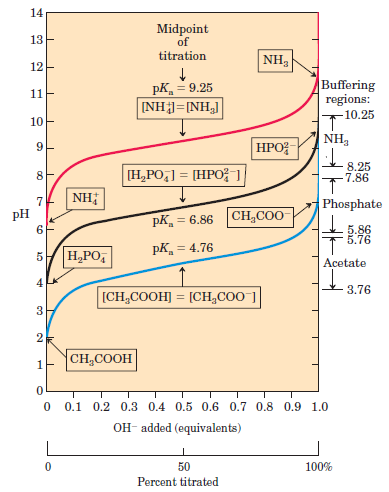 14
13
12
11
10
9
8
7
6
5
4
3
2
1
0
pH
Midpoint
of
titration
pKₐ = 9.25
[NH₄⁺]=[NH₃]
NH₃
HPO₄²⁻
[H₂PO₄⁻] = [HPO₄²⁻]
NH₄⁺
CH₃COO⁻
pKₐ = 6.86
H₂PO₄⁻
pKₐ = 4.76
[CH₃COOH] = [CH₃COO⁻]
CH₃COOH
Buffering
regions:
10.25
NH₃
8.25
7.86
Phosphate
5.86
5.76
Acetate
3.76
0 0.1 0.2 0.3 0.4 0.5 0.6 0.7 0.8 0.9 1.0
OH⁻ added (equivalents)
0 50 100%
Percent titrated